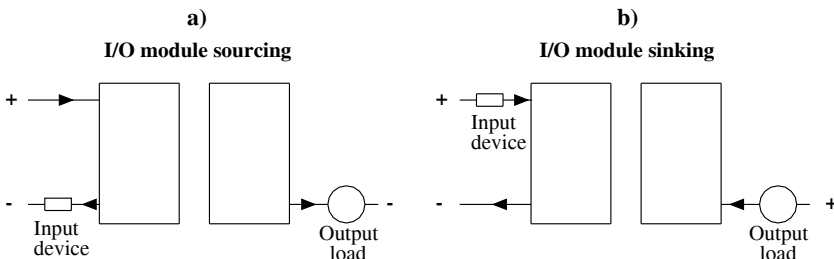 a)
I/O module sourcing
+
-
Input
device
Output
load
-
b)
I/O module sinking
+
Input
device
-
+
Output
load